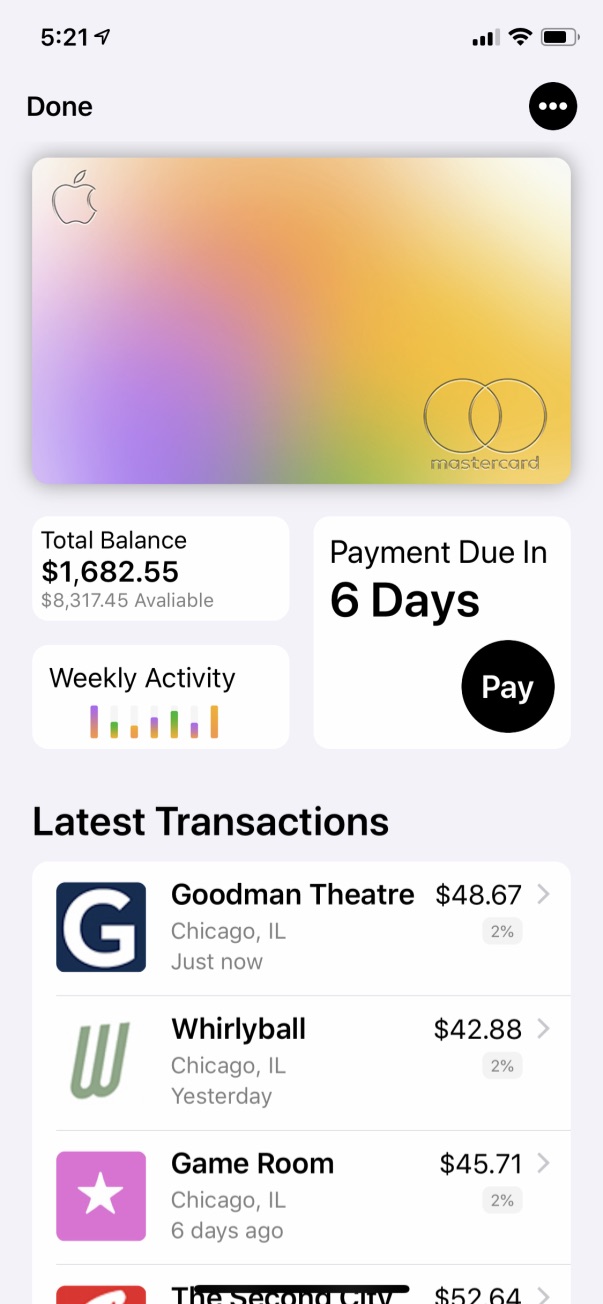 5:21
Done
mastercard
Total Balance
$1,682.55
$8,317.45 Avaliable
Payment Due In
6 Days
Pay
Weekly Activity
Latest Transactions
G
Goodman Theatre $48.67
Chicago, IL 2%
Just now
W
Whirlyball $42.88
Chicago, IL 2%
Yesterday
Game Room $45.71
Chicago, IL 2%
6 days ago
The Second City $52.64